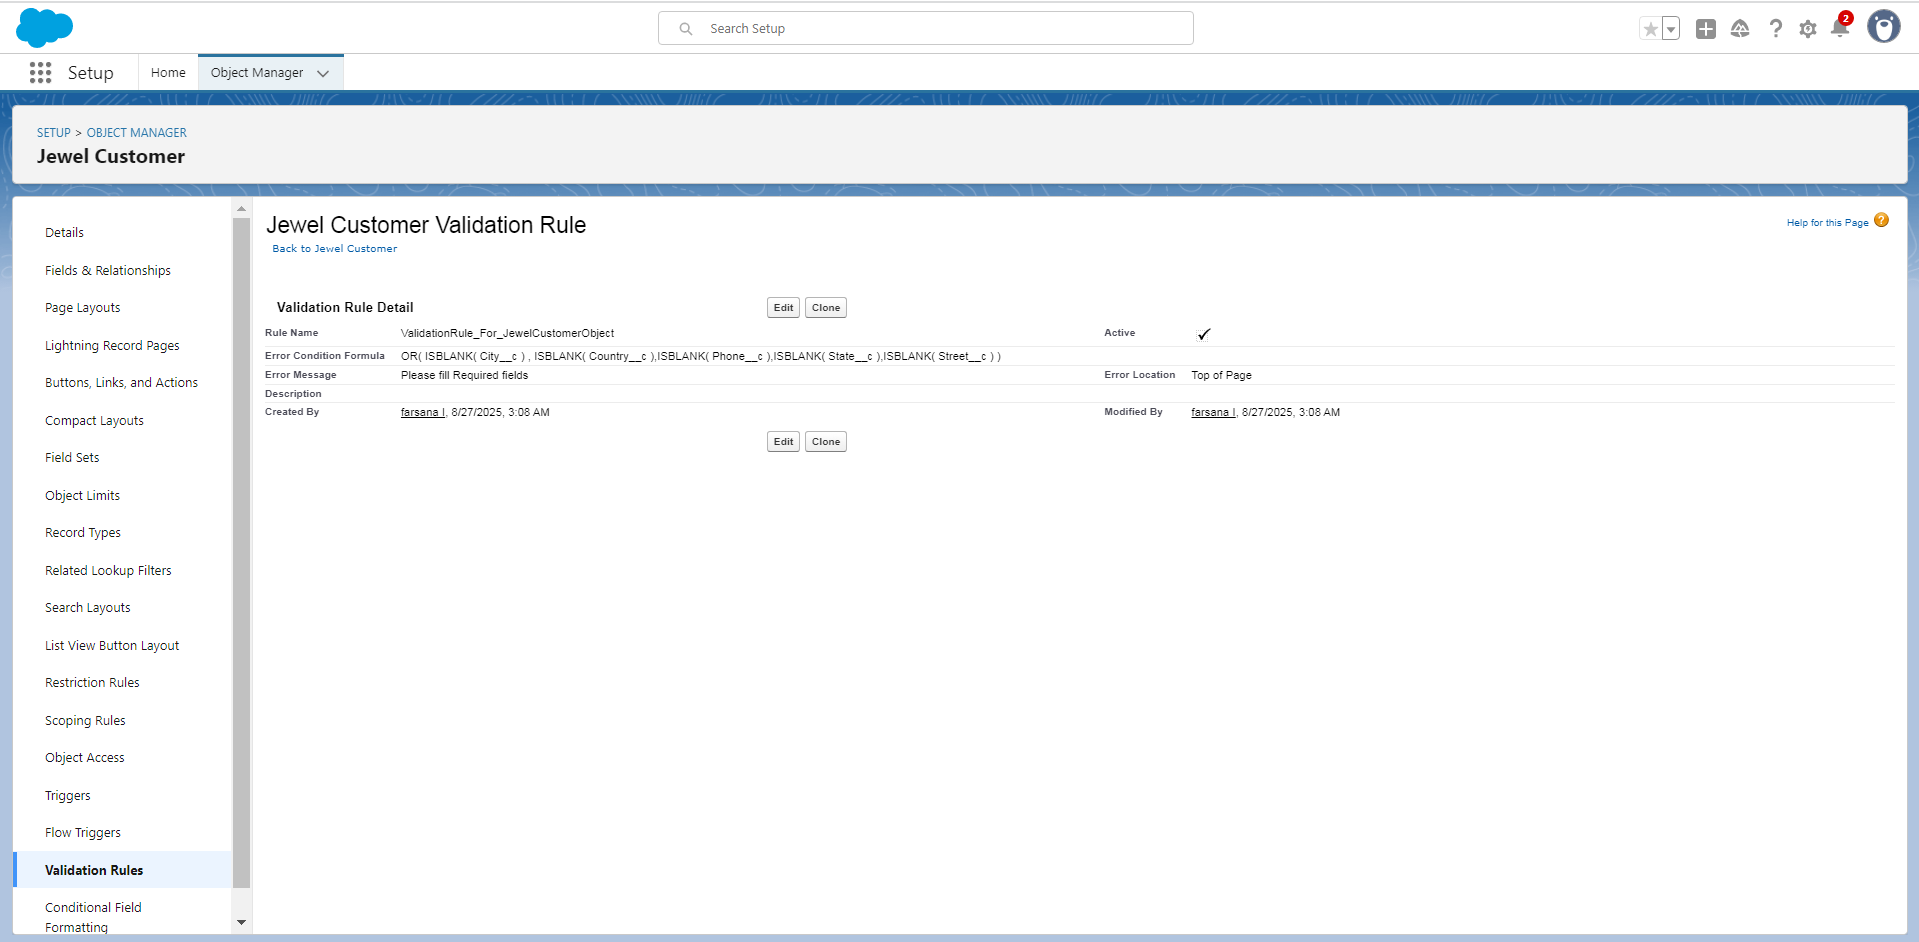 Search Setup
2
Setup
Home
Object Manager
SETUP > OBJECT MANAGER
Jewel Customer
Details
Fields & Relationships
Page Layouts
Lightning Record Pages
Buttons, Links, and Actions
Compact Layouts
Field Sets
Object Limits
Record Types
Related Lookup Filters
Search Layouts
List View Button Layout
Restriction Rules
Scoping Rules
Object Access
Triggers
Flow Triggers
Validation Rules
Conditional Field
Formatting
Jewel Customer Validation Rule
Back to Jewel Customer
Help for this Page ?
Validation Rule Detail
Edit Clone
Rule Name ValidationRule_For_JewelCustomerObject Active ✓
Error Condition Formula OR( ISBLANK( City__c ) , ISBLANK( Country__c ),ISBLANK( Phone__c ),ISBLANK( State__c ),ISBLANK( Street__c ) )
Error Message Please fill Required fields Error Location Top of Page
Description
Created By farsana l, 8/27/2025, 3:08 AM Modified By farsana l, 8/27/2025, 3:08 AM
Edit Clone